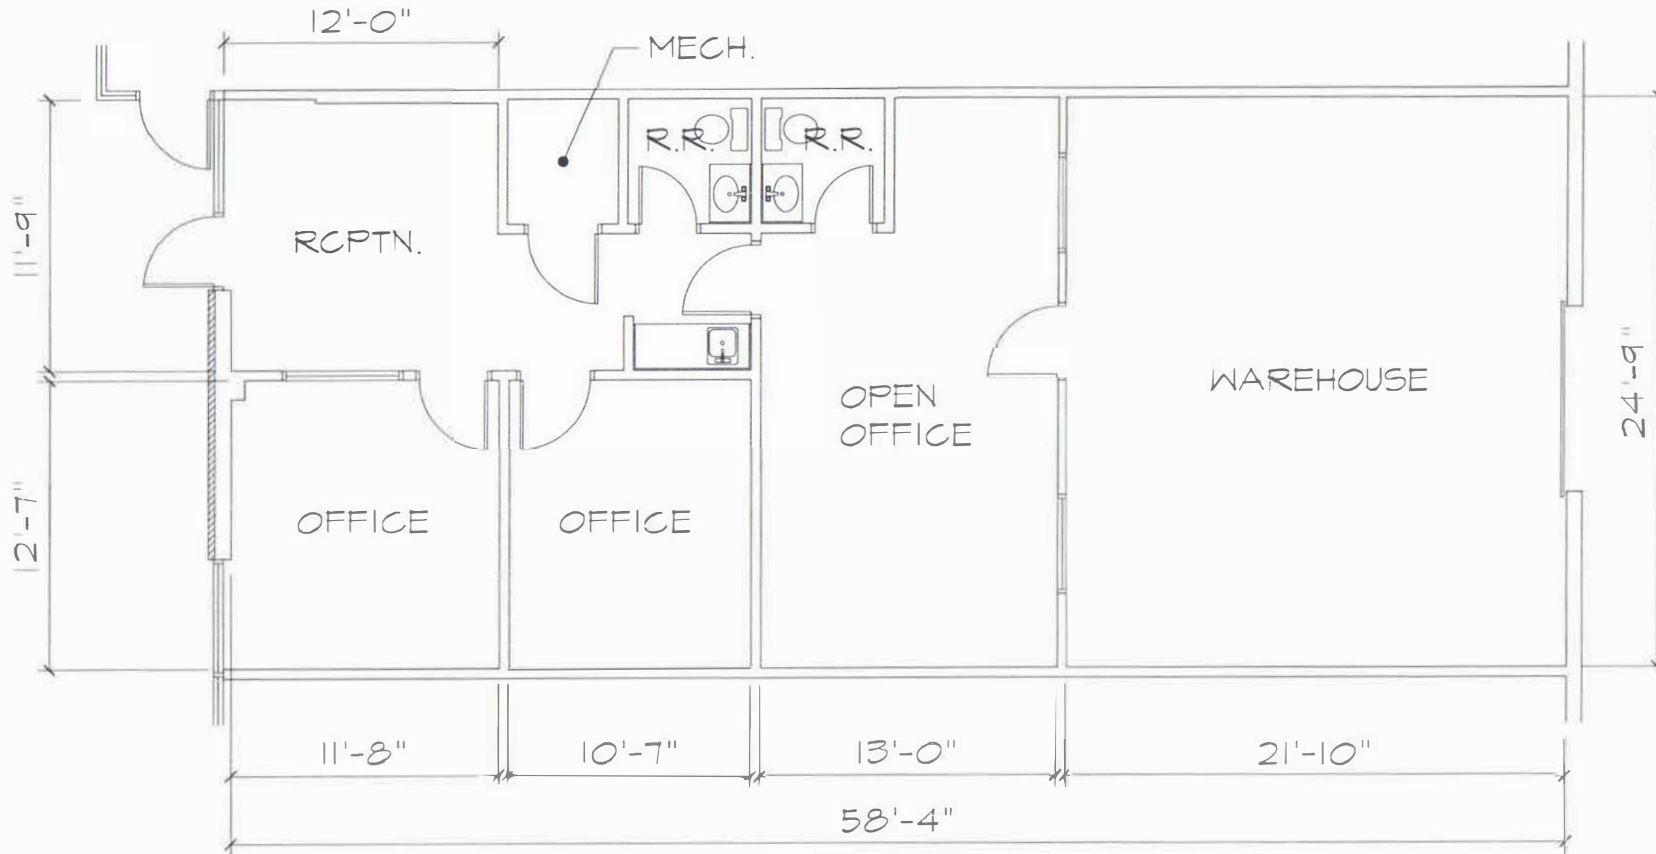 12'-0"
MECH.
R.R.
R.R.
11'-9"
RCPTN.
24'-9"
WAREHOUSE
OPEN
OFFICE
12'-7"
OFFICE
OFFICE
11'-8"
10'-7"
13'-0"
21'-10"
58'-4"